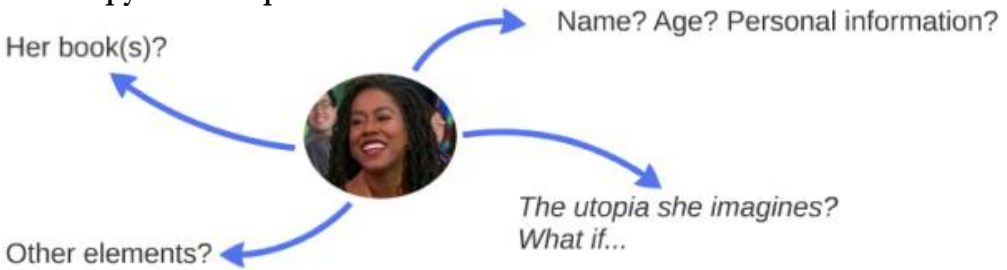 Name? Age? Personal information?
Her book(s)?
The utopia she imagines?
What if...
Other elements?